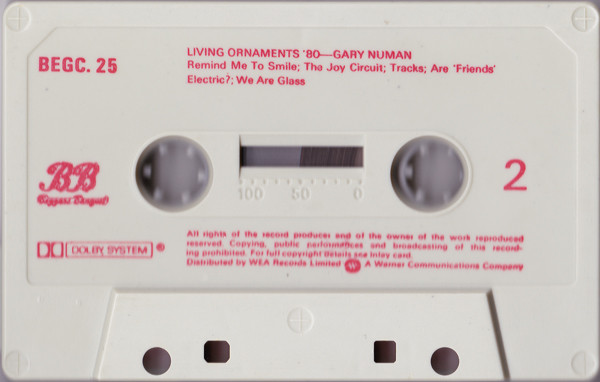 LIVING ORNAMENTS '80—GARY NUMAN
BEGC. 25
Remind Me To Smile; The Joy Circuit; Tracks; Are 'Friends'
Electric?; We Are Glass
BB
Beggars Banquet
2
100 50 0
All rights of the record producer and of the owner of the work reproduced
reserved. Copying, public performances and broadcasting of this record-
ing prohibited. For full copyright details see inlay card.
DOLBY SYSTEM ®
Distributed by WEA Records Limited W A Warner Communications Company